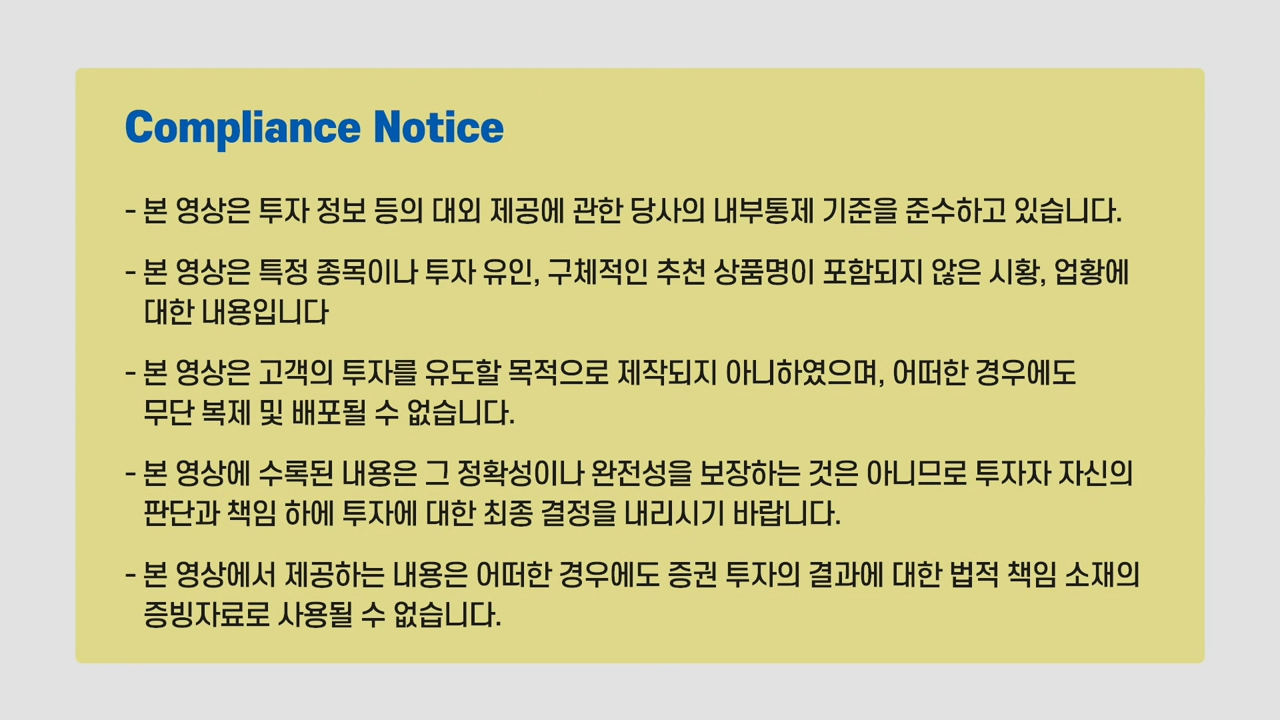 Compliance Notice
- 본 영상은 투자 정보 등의 대외 제공에 관한 당사의 내부통제 기준을 준수하고 있습니다.
- 본 영상은 특정 종목이나 투자 유인, 구체적인 추천 상품명이 포함되지 않은 시황, 업황에
대한 내용입니다
- 본 영상은 고객의 투자를 유도할 목적으로 제작되지 아니하였으며, 어떠한 경우에도
무단 복제 및 배포될 수 없습니다.
- 본 영상에 수록된 내용은 그 정확성이나 완전성을 보장하는 것은 아니므로 투자자 자신의
판단과 책임 하에 투자에 대한 최종 결정을 내리시기 바랍니다.
- 본 영상에서 제공하는 내용은 어떠한 경우에도 증권 투자의 결과에 대한 법적 책임 소재의
증빙자료로 사용될 수 없습니다.